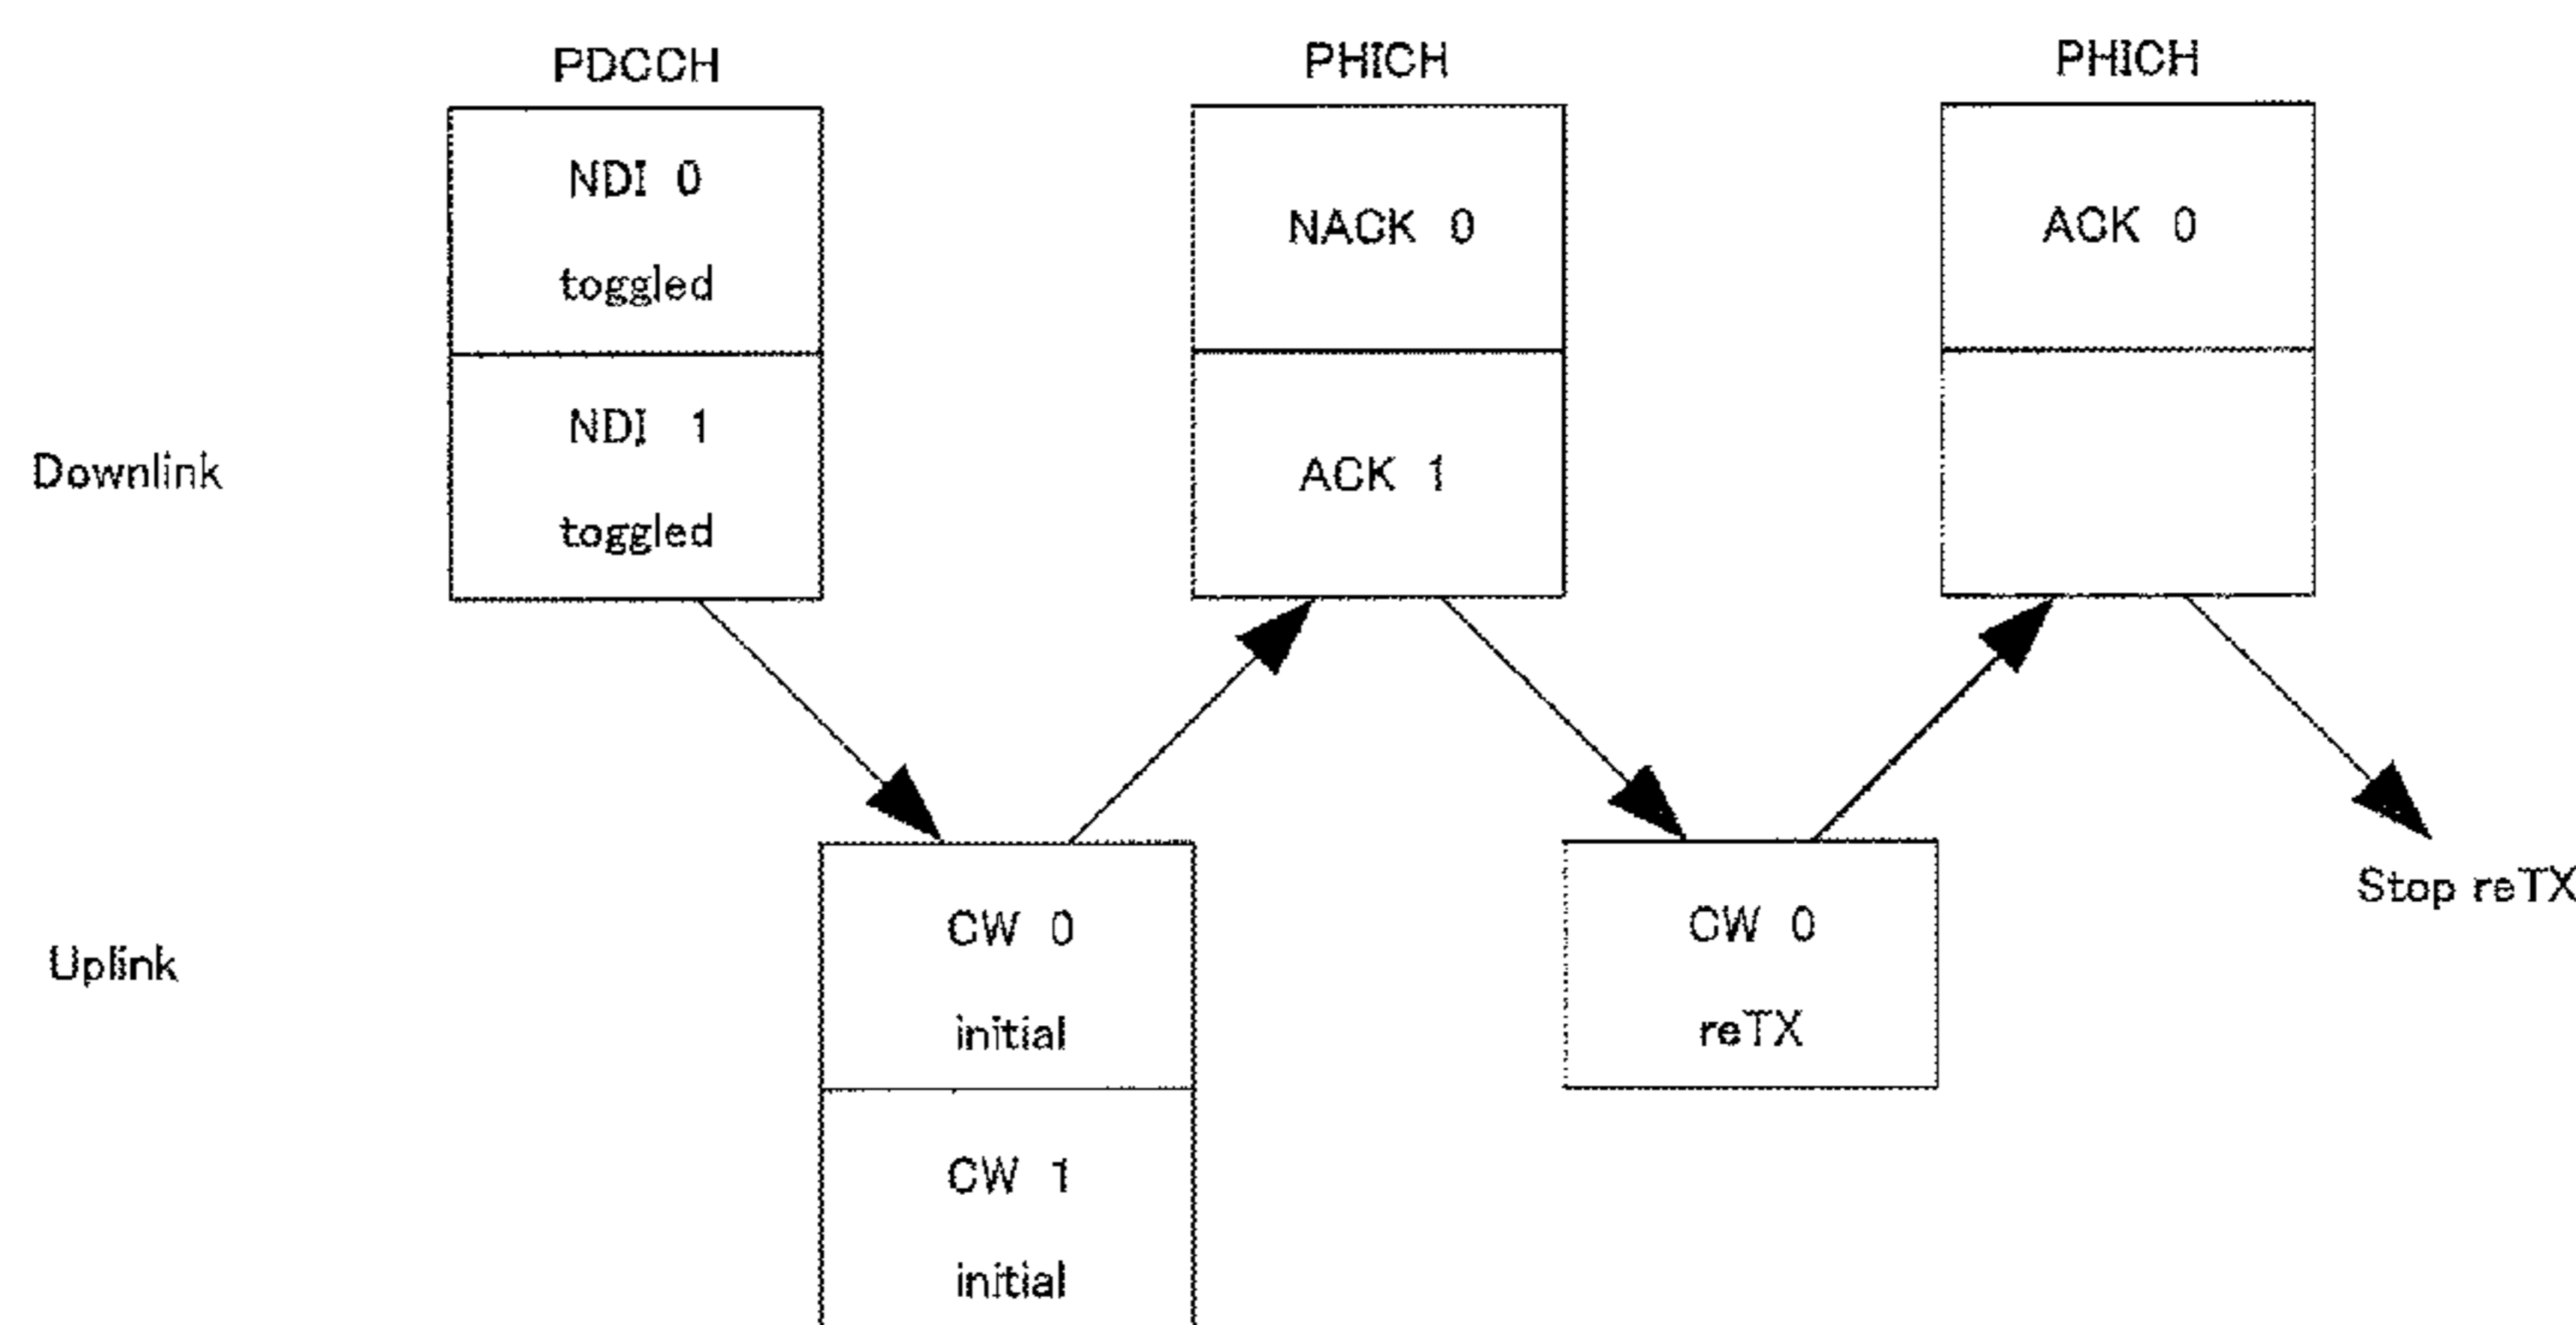 PDCCH
PHICH
PHICH
NDI 0
toggled
NACK 0
ACK 0
Downlink
NDI 1
toggled
ACK 1
Uplink
CW 0
initial
CW 0
reTX
Stop reTX
CW 1
initial